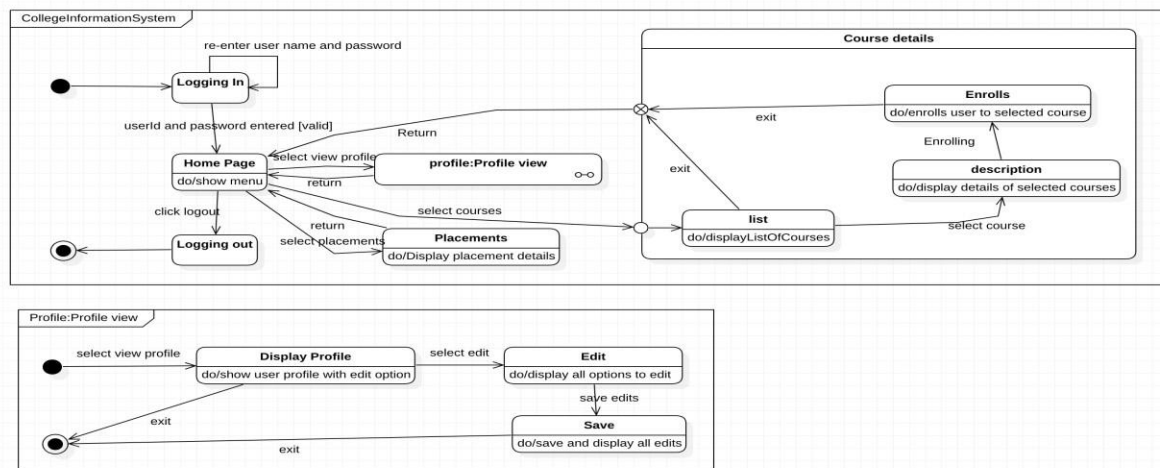 CollegeInformationSystem
re-enter user name and password
Logging In
userId and password entered [valid]
Home Page
do/show menu
select view profile
return
profile:Profile view
click logout
Logging out
select courses
return
select placements
Placements
do/Display placement details
Return
Course details
exit
Enrolls
do/enrolls user to selected course
Enrolling
exit
description
do/display details of selected courses
list
do/displayListOfCourses
select course
Profile:Profile view
select view profile
Display Profile
do/show user profile with edit option
select edit
Edit
do/display all options to edit
save edits
exit
Save
do/save and display all edits
exit